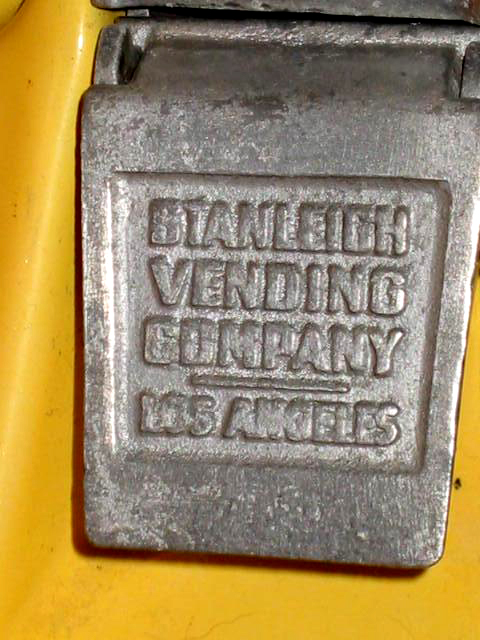 STANLEIGH
VENDING
COMPANY
LOS ANGELES